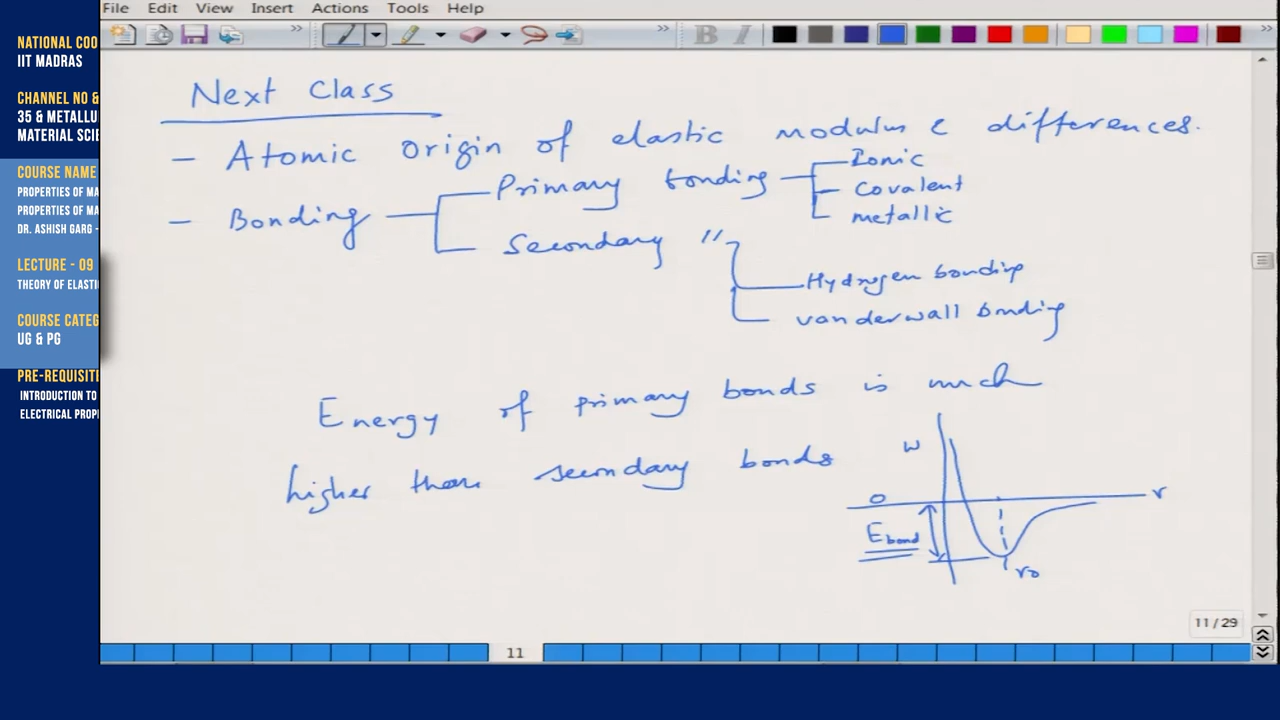 File Edit View Insert Actions Tools Help
NATIONAL COO
IIT MADRAS
CHANNEL NO &
35 & METALLU
MATERIAL SCIE
COURSE NAME
PROPERTIES OF MA
PROPERTIES OF MA
DR. ASHISH GARG -
LECTURE - 09
THEORY OF ELASTI
COURSE CATEG
UG & PG
PRE-REQUISITI
INTRODUCTION TO
ELECTRICAL PROP
B I
Next Class
- Atomic origin of elastic modulus & differences.
- Bonding
Primary bonding
Ionic
Covalent
metallic
Secondary "
Hydrogen bonding
vanderwall bonding
Energy of primary bonds is much
higher than secondary bonds
w
0
r
Ebond
r0
11 / 29
11